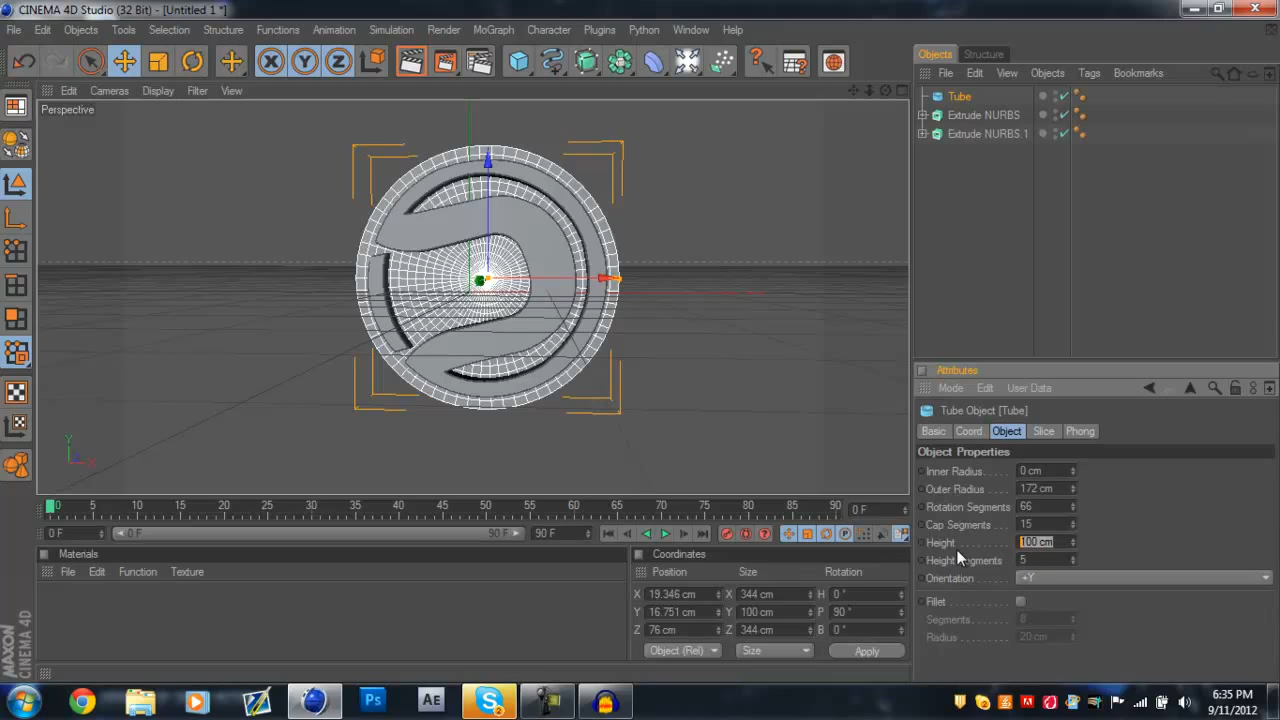 CINEMA 4D Studio (32 Bit) - [Untitled 1 *]
File Edit Objects Tools Selection Structure Functions Animation Simulation Render MoGraph Character Plugins Python Window Help
Edit Cameras Display Filter View
Perspective
Y
X
Objects Structure
File Edit View Objects Tags Bookmarks
Tube
Extrude NURBS
Extrude NURBS 1
Attributes
Mode Edit User Data
Tube Object [Tube]
Basic Coord Object Slice Phong
Object Properties
Inner Radius 0 cm
Outer Radius 172 cm
Rotation Segments 66
Cap Segments 15
Height 100 cm
Height Segments 5
Orientation +Y
Fillet
Segments 8
Radius 20 cm
0 5 10 15 20 25 30 35 40 45 50 55 60 65 70 75 80 85 90 0 F
0 F 0 F 90 F 90 F
Materials
File Edit Function Texture
Coordinates
Position Size Rotation
X 19.346 cm X 344 cm H 0 °
Y 16.751 cm Y 100 cm P 90 °
Z 76 cm Z 344 cm B 0 °
Object (Rel) Size Apply
MAXON CINEMA 4D
Ps AE
6:35 PM
9/11/2012